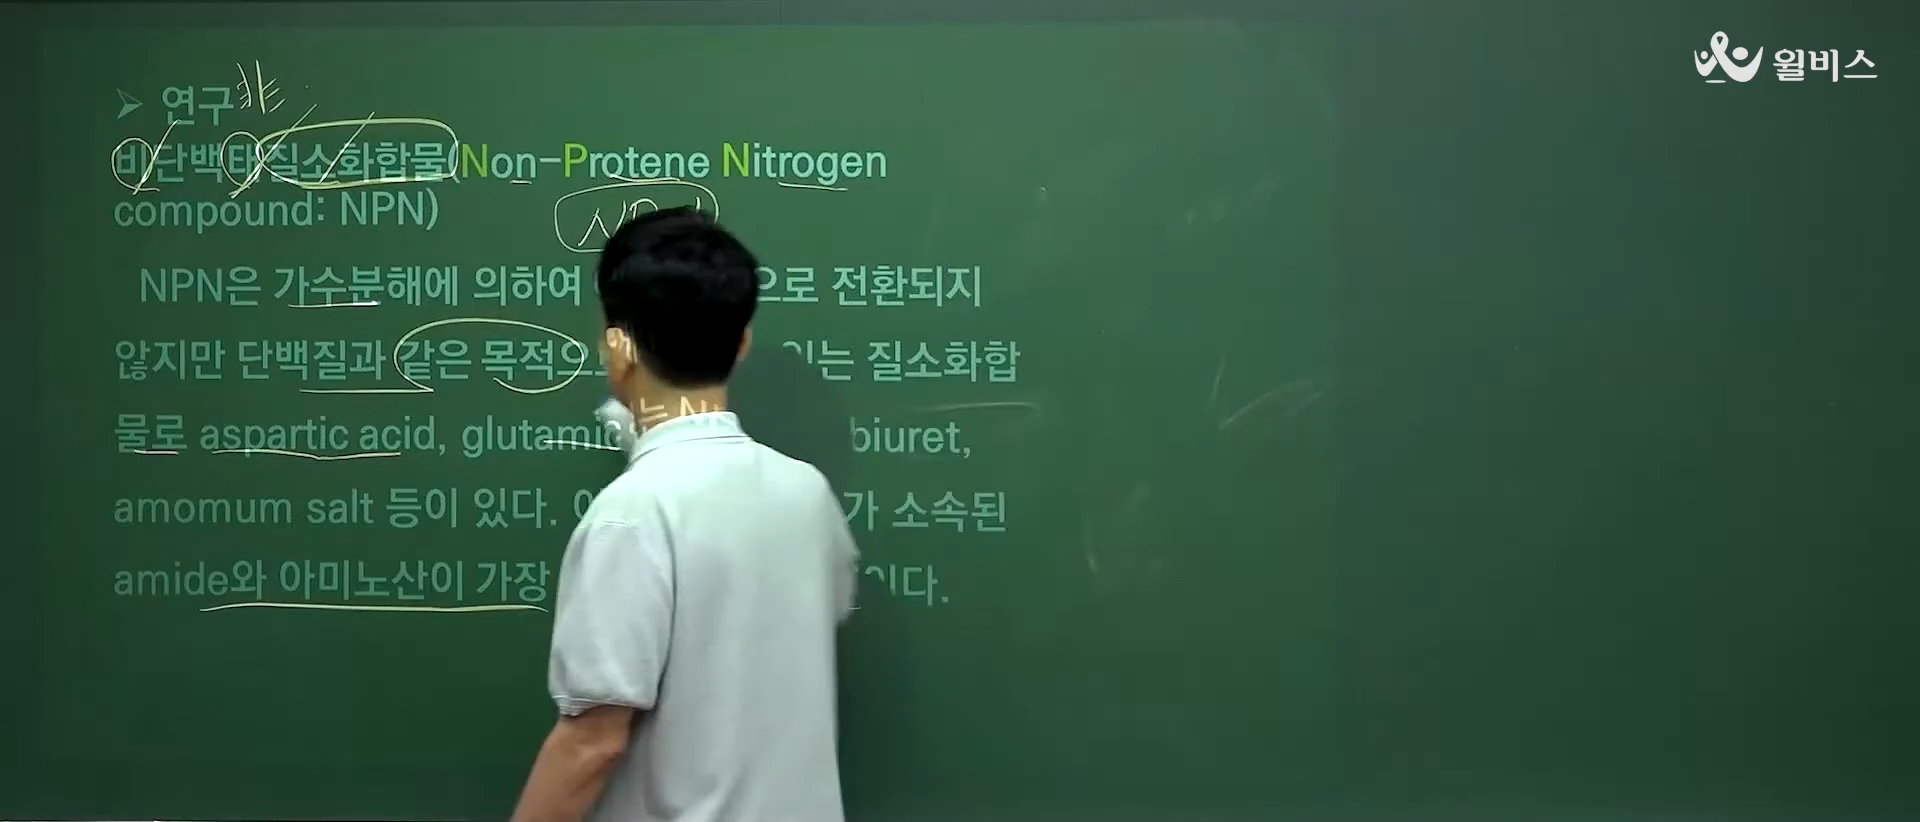 윌비스
➢ 연구 非
비단백태질소화합물(Non-Protene Nitrogen
compound: NPN)
NPN은 가수분해에 의하여 으로 전환되지
않지만 단백질과 같은 목적으로 있는 질소화합
물로 aspartic acid, biuret,
amomum salt 등이 있다. 가 소속된
amide와 아미노산이 가장 이다.